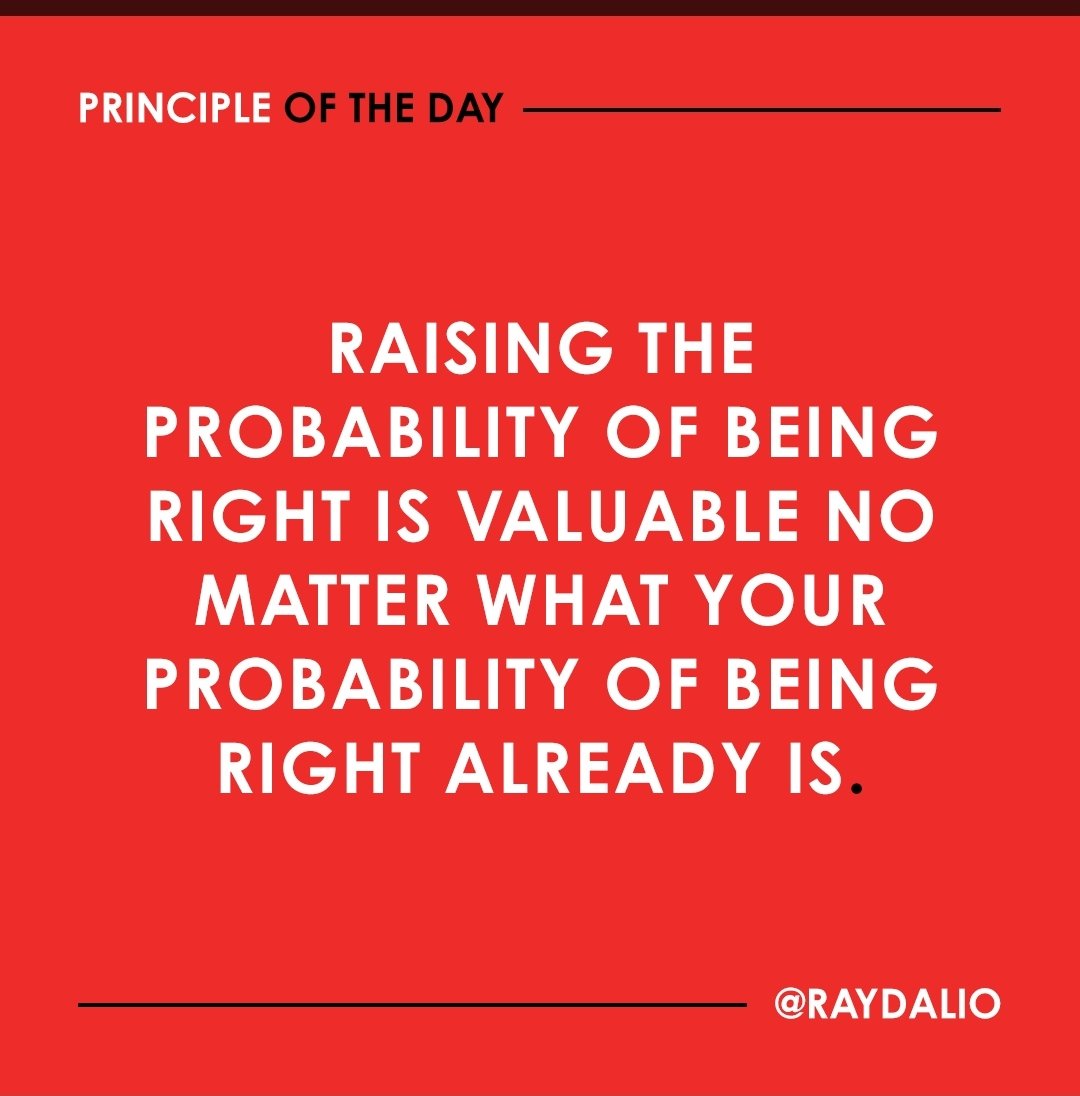 PRINCIPLE OF THE DAY
RAISING THE
PROBABILITY OF BEING
RIGHT IS VALUABLE NO
MATTER WHAT YOUR
PROBABILITY OF BEING
RIGHT ALREADY IS.
@RAYDALIO